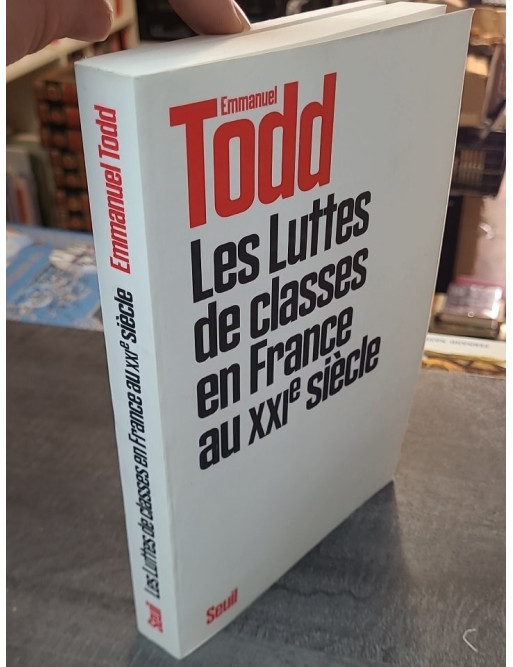 Emmanuel
Todd
Les Luttes
de classes
en France
au XXIe siècle
Seuil
Seuil Les Luttes de classes en France au XXIe siècle Emmanuel Todd